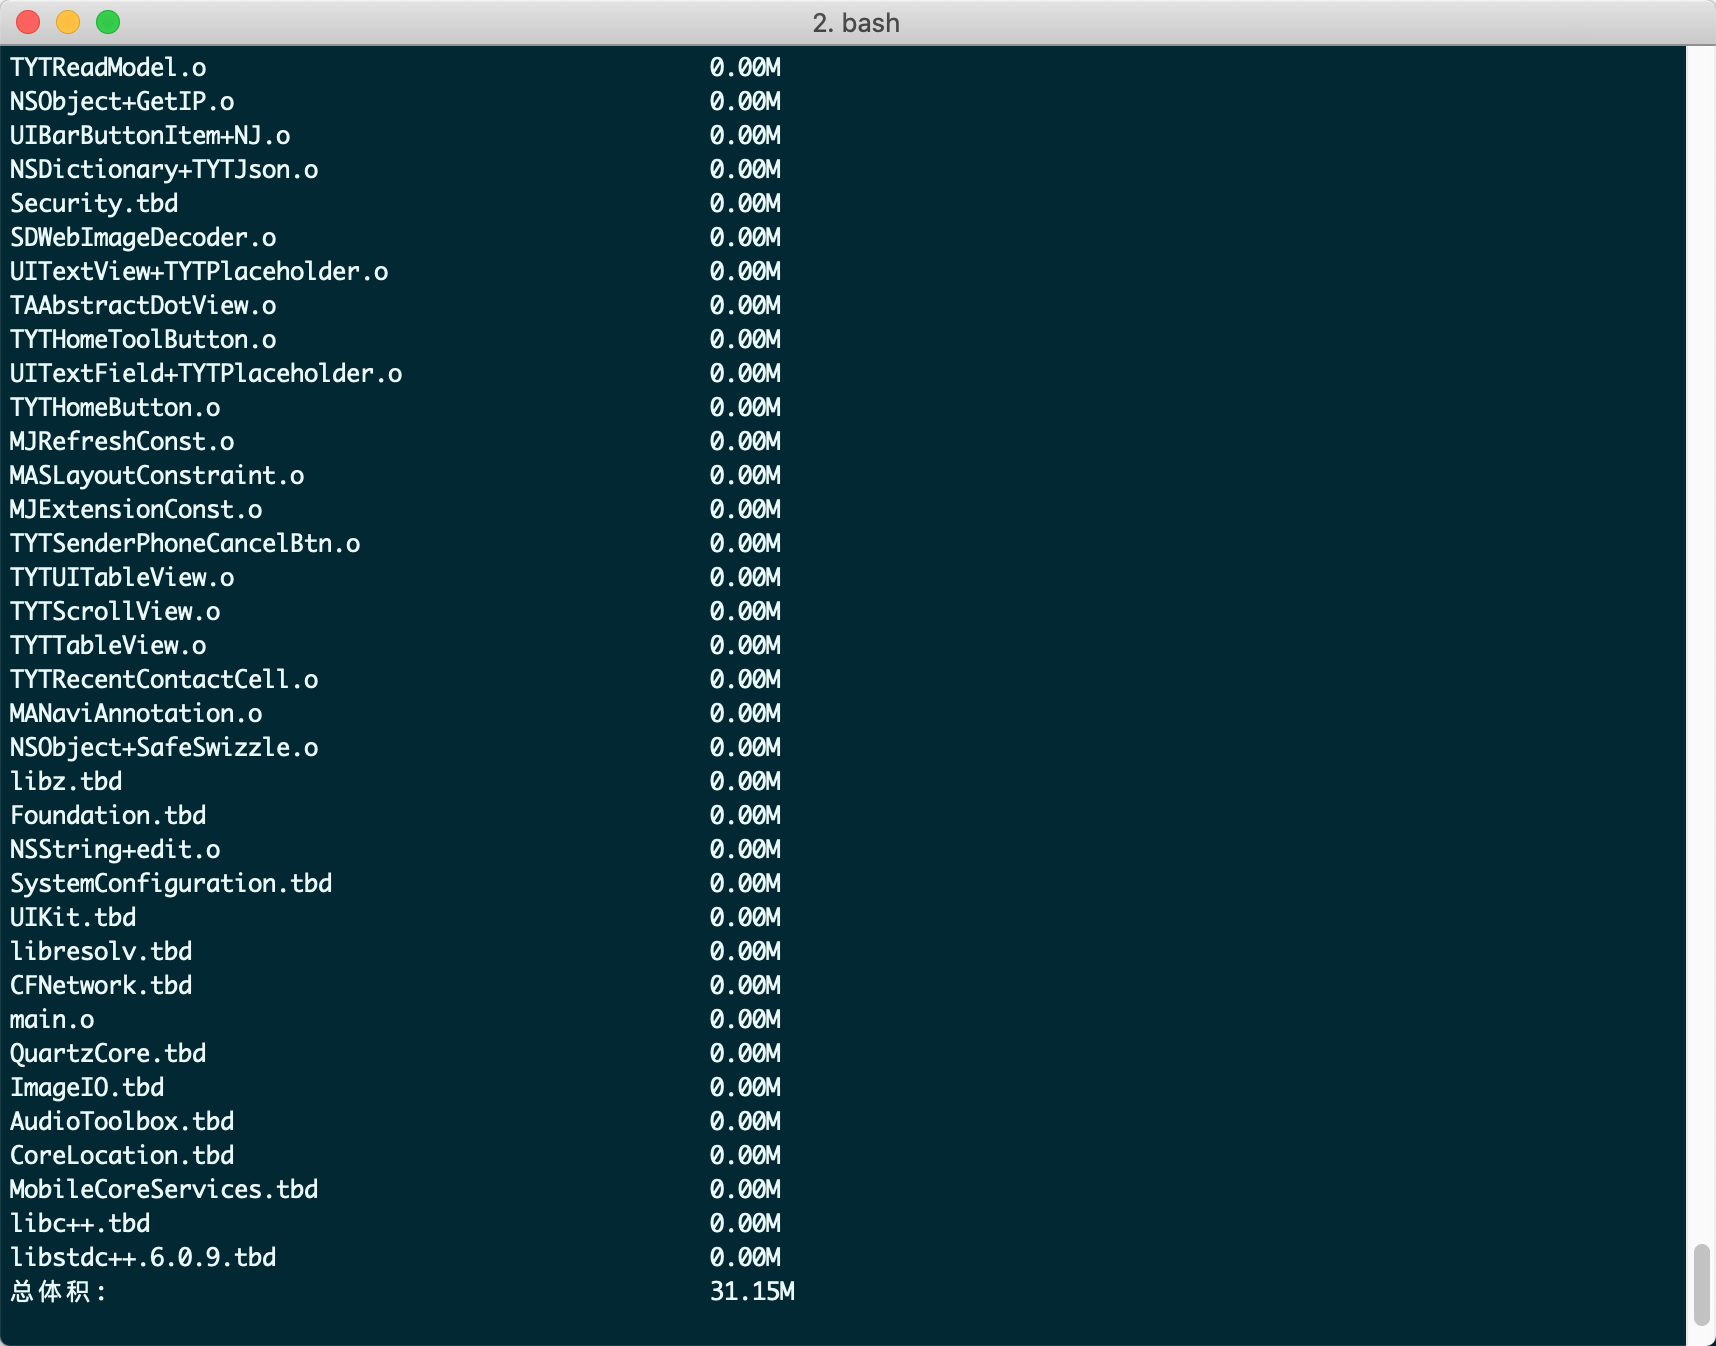 2. bash
TYTReadModel.o 0.00M
NSObject+GetIP.o 0.00M
UIBarButtonItem+NJ.o 0.00M
NSDictionary+TYTJson.o 0.00M
Security.tbd 0.00M
SDWebImageDecoder.o 0.00M
UITextView+TYTPlaceholder.o 0.00M
TAAbstractDotView.o 0.00M
TYTHomeToolButton.o 0.00M
UITextField+TYTPlaceholder.o 0.00M
TYTHomeButton.o 0.00M
MJRefreshConst.o 0.00M
MASLayoutConstraint.o 0.00M
MJExtensionConst.o 0.00M
TYTSenderPhoneCancelBtn.o 0.00M
TYTUITableView.o 0.00M
TYTScrollView.o 0.00M
TYTTableView.o 0.00M
TYTRecentContactCell.o 0.00M
MANaviAnnotation.o 0.00M
NSObject+SafeSwizzle.o 0.00M
libz.tbd 0.00M
Foundation.tbd 0.00M
NSString+edit.o 0.00M
SystemConfiguration.tbd 0.00M
UIKit.tbd 0.00M
libresolv.tbd 0.00M
CFNetwork.tbd 0.00M
main.o 0.00M
QuartzCore.tbd 0.00M
ImageIO.tbd 0.00M
AudioToolbox.tbd 0.00M
CoreLocation.tbd 0.00M
MobileCoreServices.tbd 0.00M
libc++.tbd 0.00M
libstdc++.6.0.9.tbd 0.00M
总体积: 31.15M